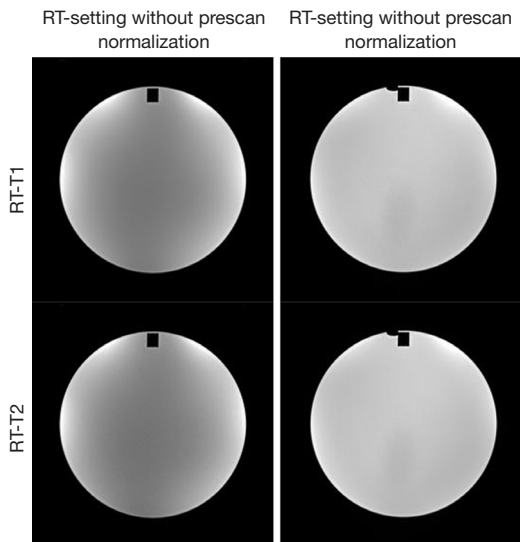 RT-setting without prescan
normalization
RT-setting without prescan
normalization
RT-T1
RT-T2